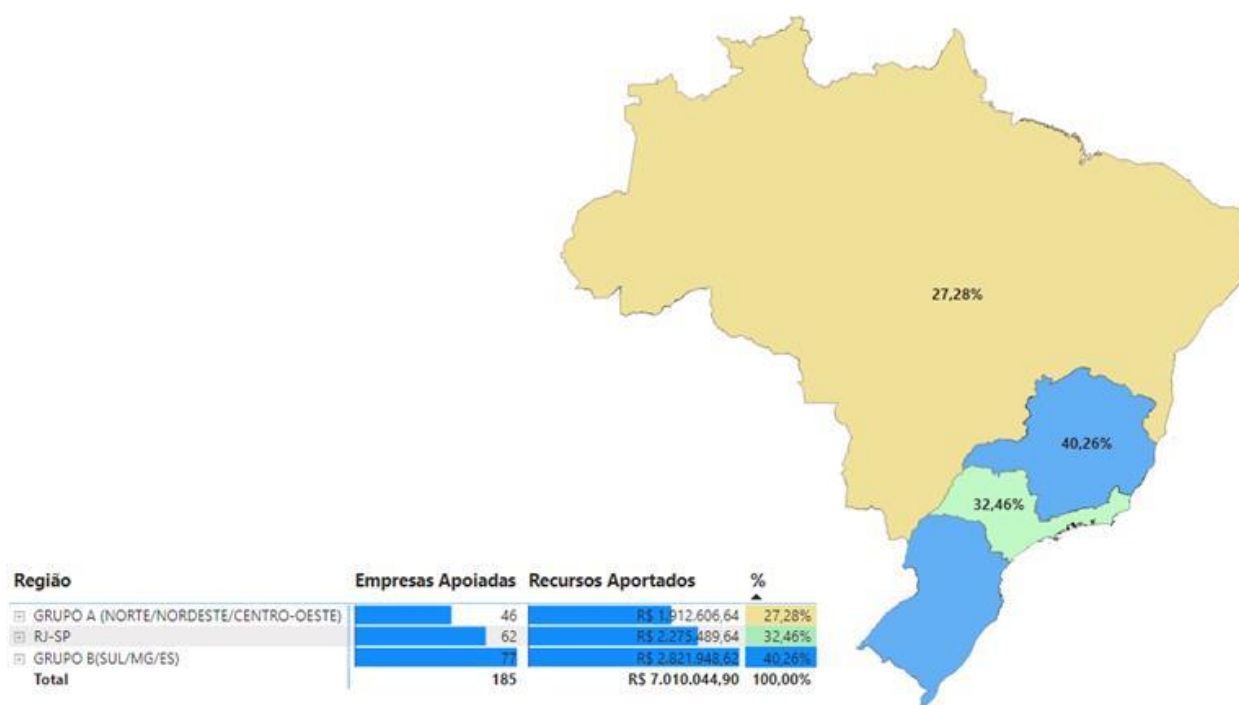 27,28%
40,26%
32,46%
Região Empresas Apoiadas Recursos Aportados %
GRUPO A (NORTE/NORDESTE/CENTRO-OESTE) 46 R$ 1.912.606,64 27,28%
RJ-SP 62 R$ 2.275.489,64 32,46%
GRUPO B(SUL/MG/ES) 77 R$ 2.821.948,62 40,26%
Total 185 R$ 7.010.044,90 100,00%